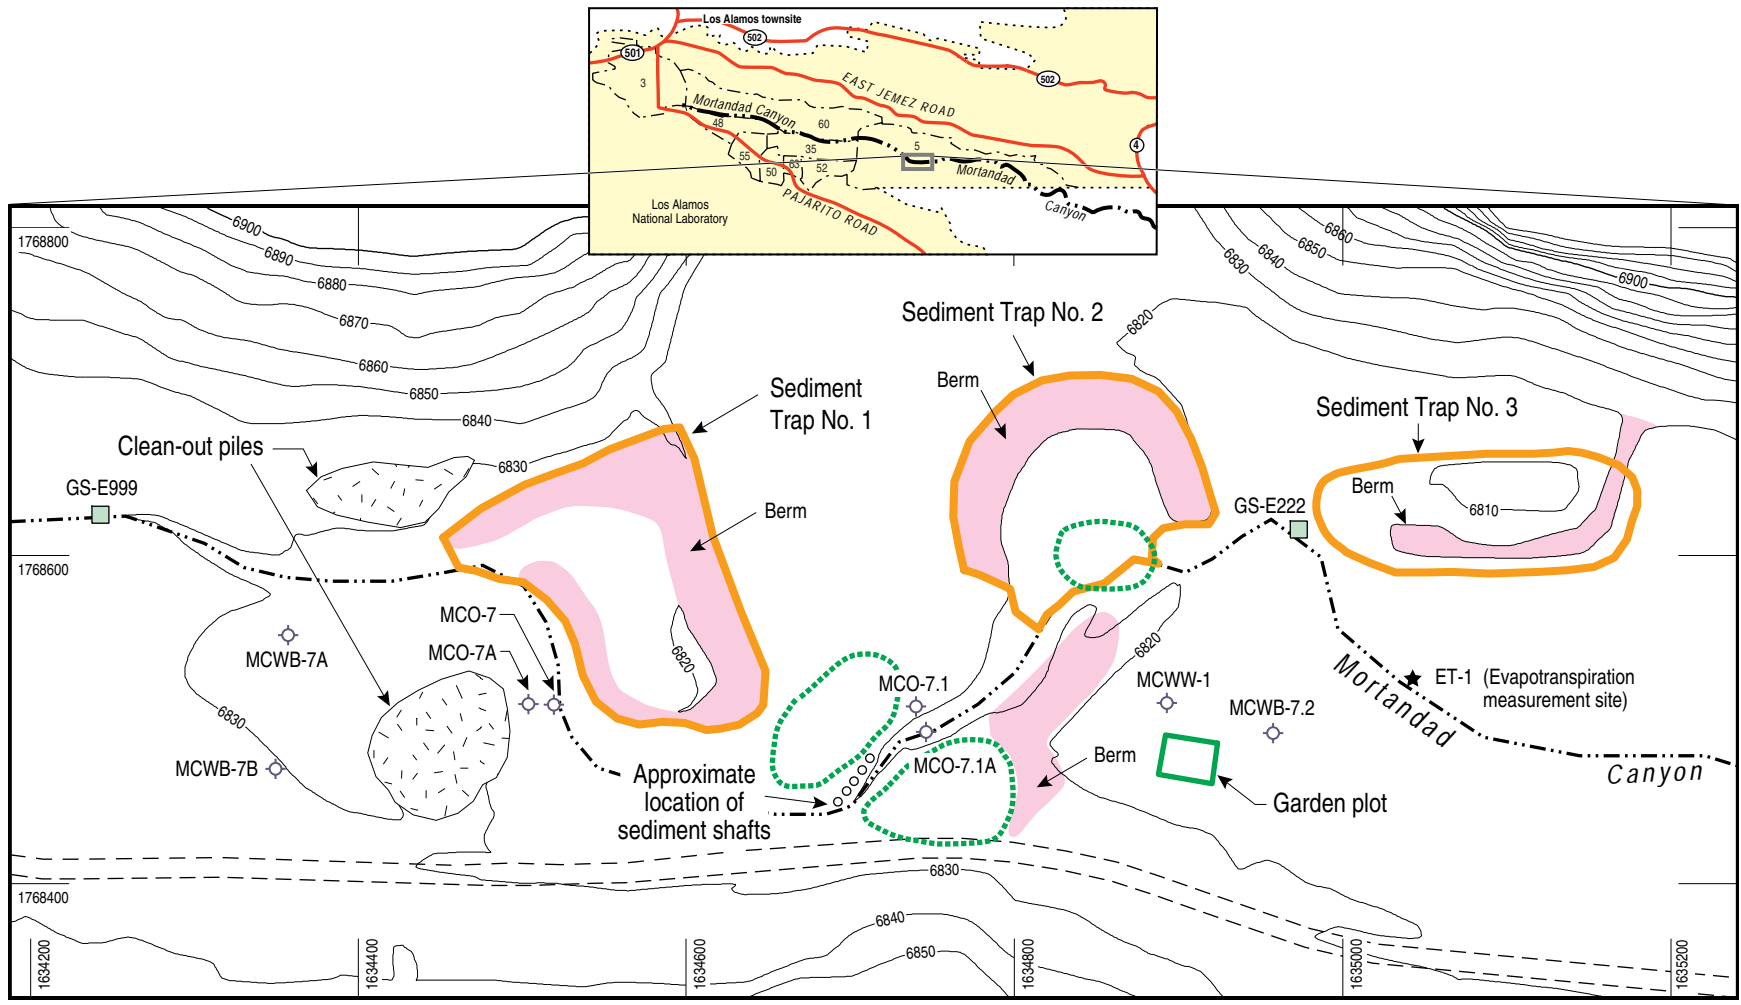 Los Alamos townsite
502
501
502
3
EAST JEMEZ ROAD
Mortandad Canyon
48
60
35
5
4
55
63
52
50
Mortandad
Canyon
Los Alamos
National Laboratory
PAJARITO ROAD
1768800
6900
6890
6880
6870
6860
6850
6840
6830
6860
6850
6840
6830
6900
6820
Sediment Trap No. 2
Berm
Sediment
Trap No. 1
Sediment Trap No. 3
Clean-out piles
GS-E999
Berm
GS-E222
Berm
6810
1768600
MCO-7
MCO-7A
MCWB-7A
6820
6820
MCO-7.1
MCWW-1
MCWB-7.2
Mortandad
ET-1 (Evapotranspiration
measurement site)
6830
MCWB-7B
Approximate
location of
sediment shafts
MCO-7.1A
Berm
Garden plot
Canyon
6830
1768400
6840
6850
1634200
1634400
1634600
1634800
1635000
1635200